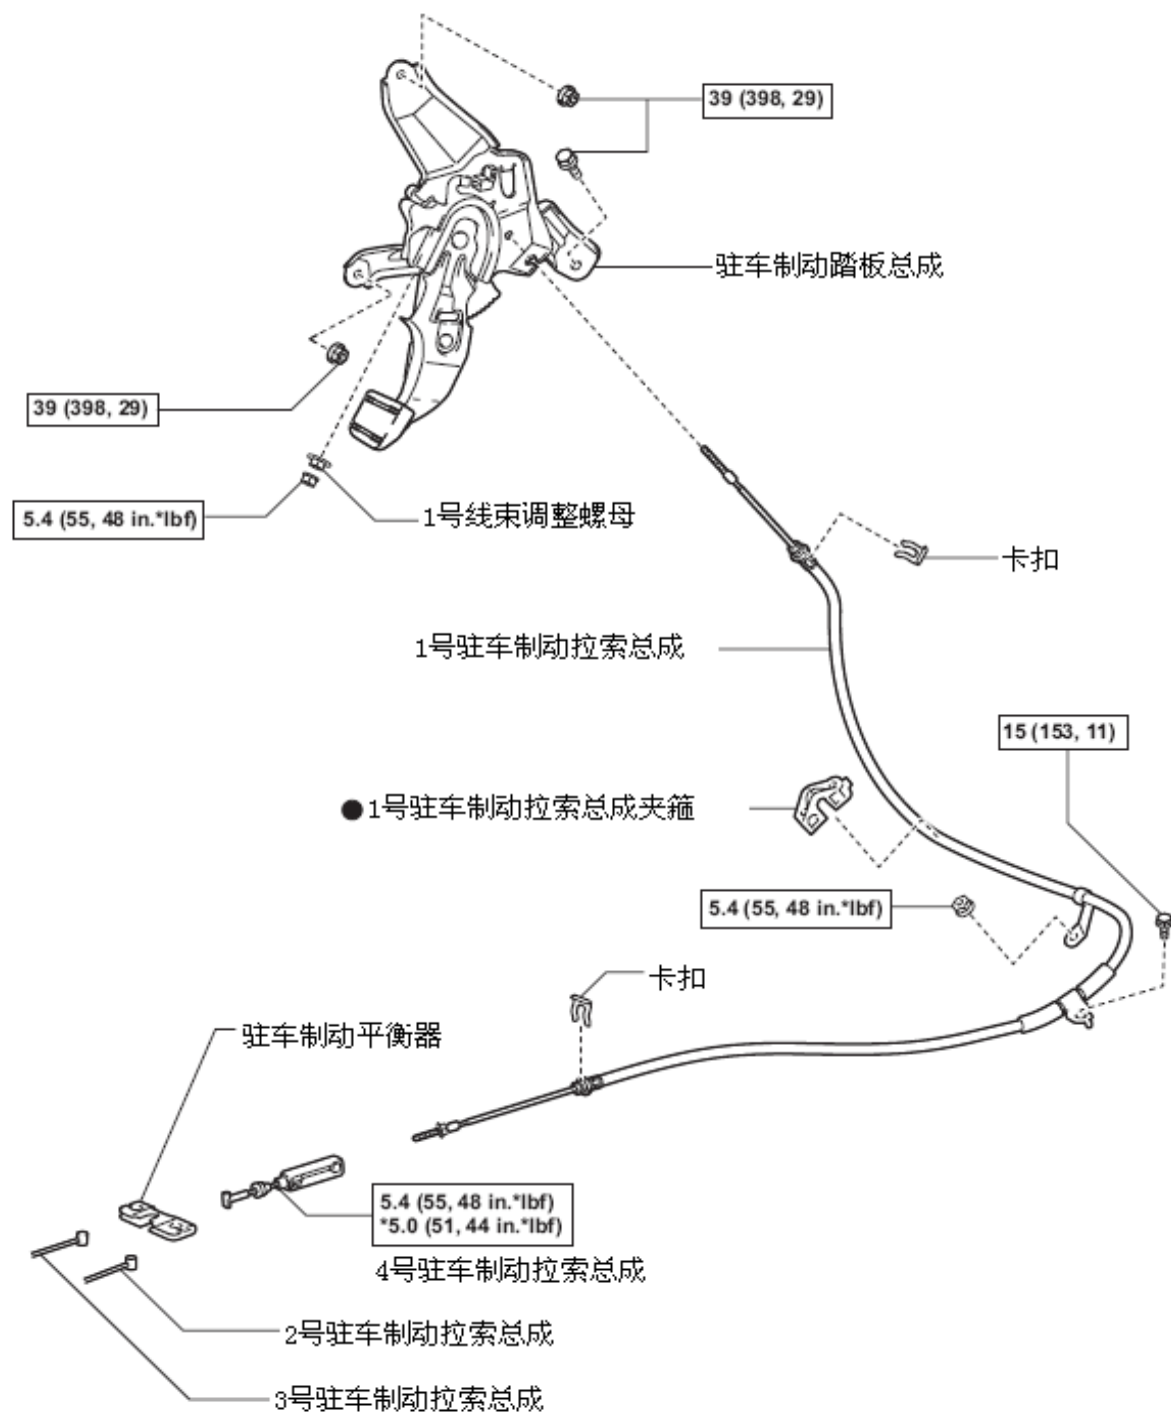 39 (398, 29)
驻车制动踏板总成
39 (398, 29)
5.4 (55, 48 in.*lbf)
1号线束调整螺母
卡扣
1号驻车制动拉索总成
15 (153, 11)
●1号驻车制动拉索总成夹箍
5.4 (55, 48 in.*lbf)
卡扣
驻车制动平衡器
5.4 (55, 48 in.*lbf)
*5.0 (51, 44 in.*lbf)
4号驻车制动拉索总成
2号驻车制动拉索总成
3号驻车制动拉索总成